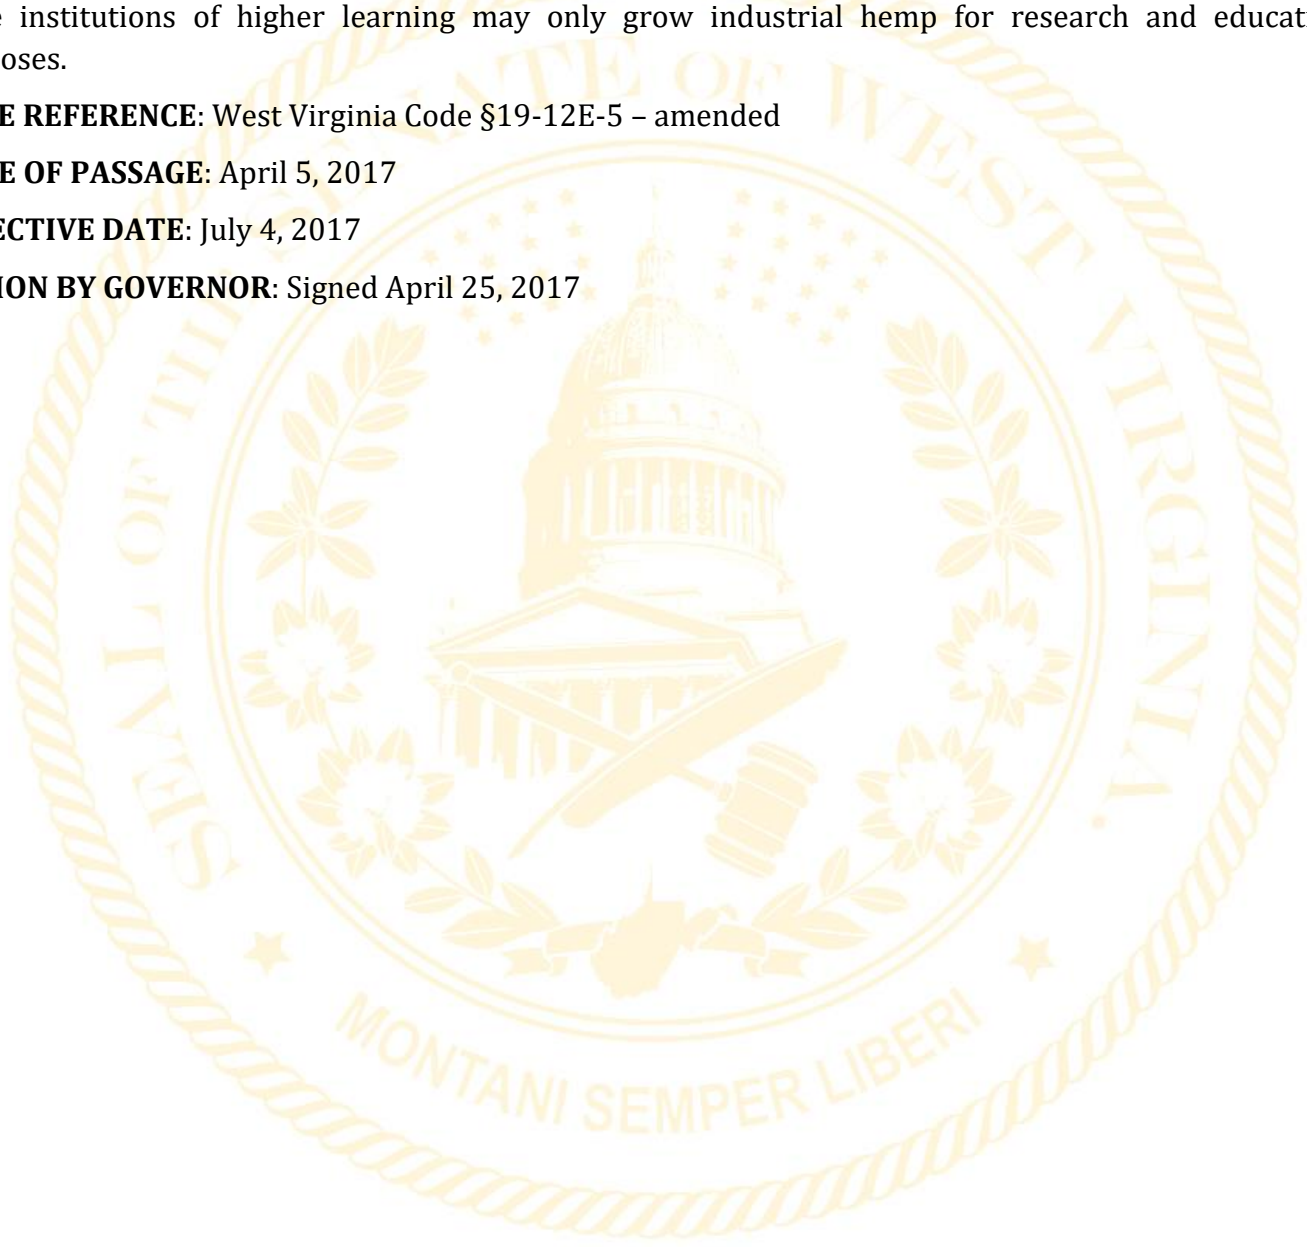 institutions of higher learning may only grow industrial hemp for research and educati
oses.
E REFERENCE: West Virginia Code §19-12E-5 – amended
E OF PASSAGE: April 5, 2017
ECTIVE DATE: July 4, 2017
ION BY GOVERNOR: Signed April 25, 2017
SEAL OF THE SENATE OF WEST VIRGINIA
MONTANI SEMPER LIBERI